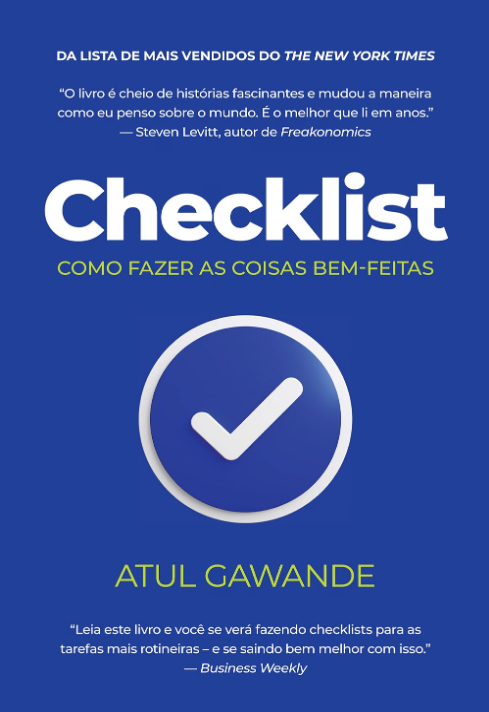 DA LISTA DE MAIS VENDIDOS DO THE NEW YORK TIMES
“O livro é cheio de histórias fascinantes e mudou a maneira
como eu penso sobre o mundo. É o melhor que li em anos.”
— Steven Levitt, autor de Freakonomics
Checklist
COMO FAZER AS COISAS BEM-FEITAS
ATUL GAWANDE
“Leia este livro e você se verá fazendo checklists para as
tarefas mais rotineiras – e se saindo bem melhor com isso.”
— Business Weekly